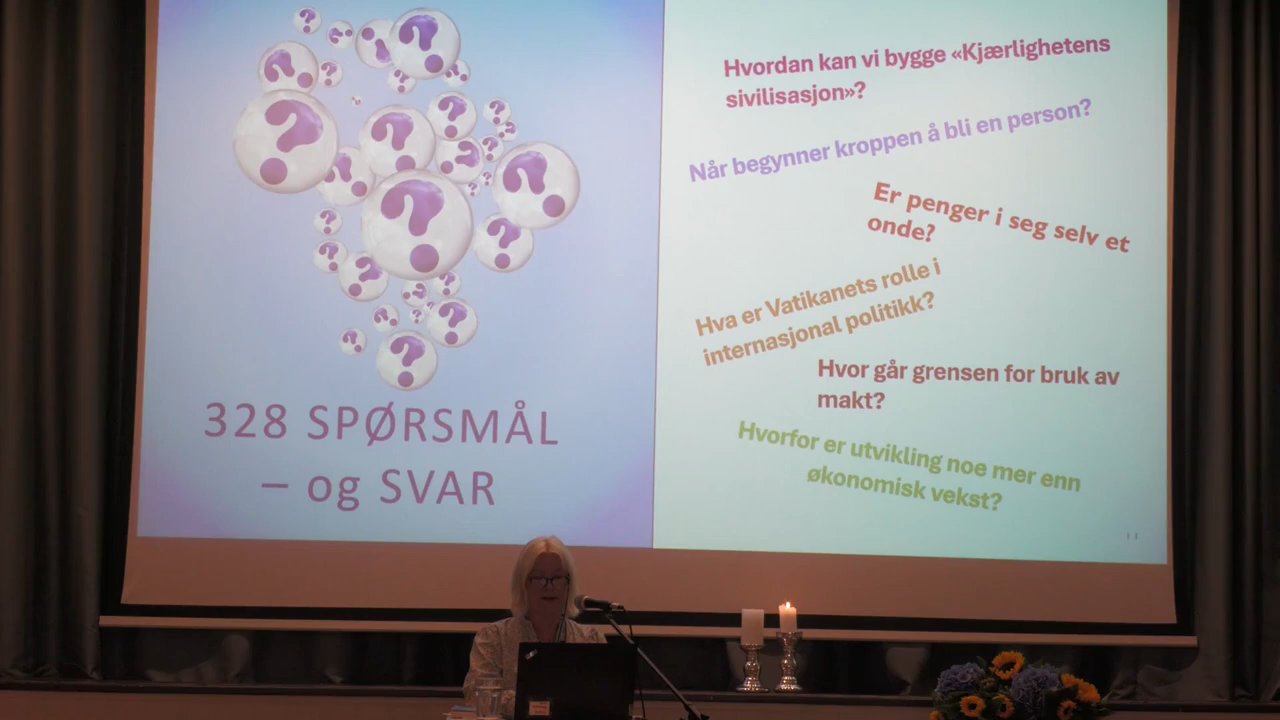 328 SPØRSMÅL
– og SVAR
Hvordan kan vi bygge «Kjærlighetens
sivilisasjon»?
Når begynner kroppen å bli en person?
Er penger i seg selv et
onde?
Hva er Vatikanets rolle i
internasjonal politikk?
Hvor går grensen for bruk av
makt?
Hvorfor er utvikling noe mer enn
økonomisk vekst?